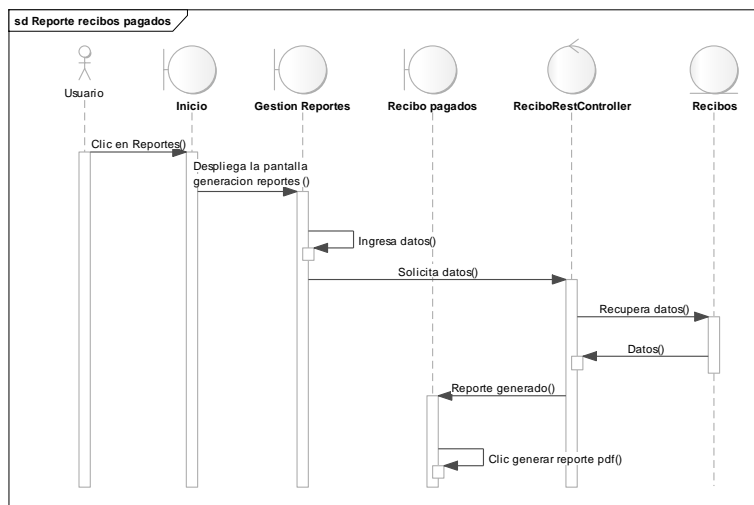 sd Reporte recibos pagados
Usuario
Inicio
Gestion Reportes
Recibo pagados
ReciboRestController
Recibos
Clic en Reportes()
Despliega la pantalla
generacion reportes ()
Ingresa datos()
Solicita datos()
Recupera datos()
Datos()
Reporte generado()
Clic generar reporte pdf()